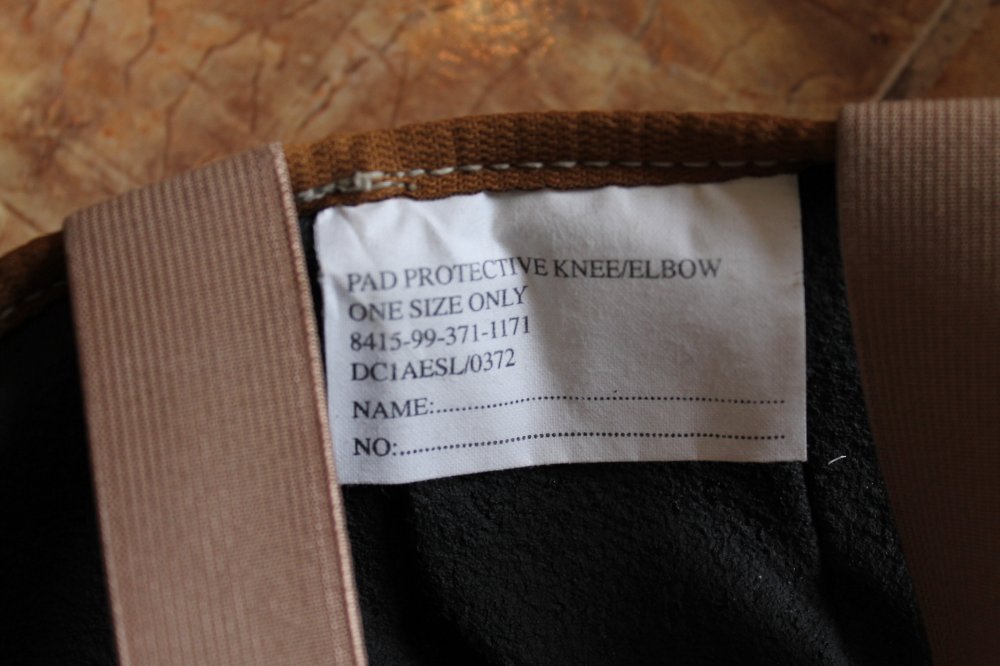 PAD PROTECTIVE KNEE/ELBOW
ONE SIZE ONLY
8415-99-371-1171
DC1AESL/0372
NAME:..............................................................
NO:....................................................................